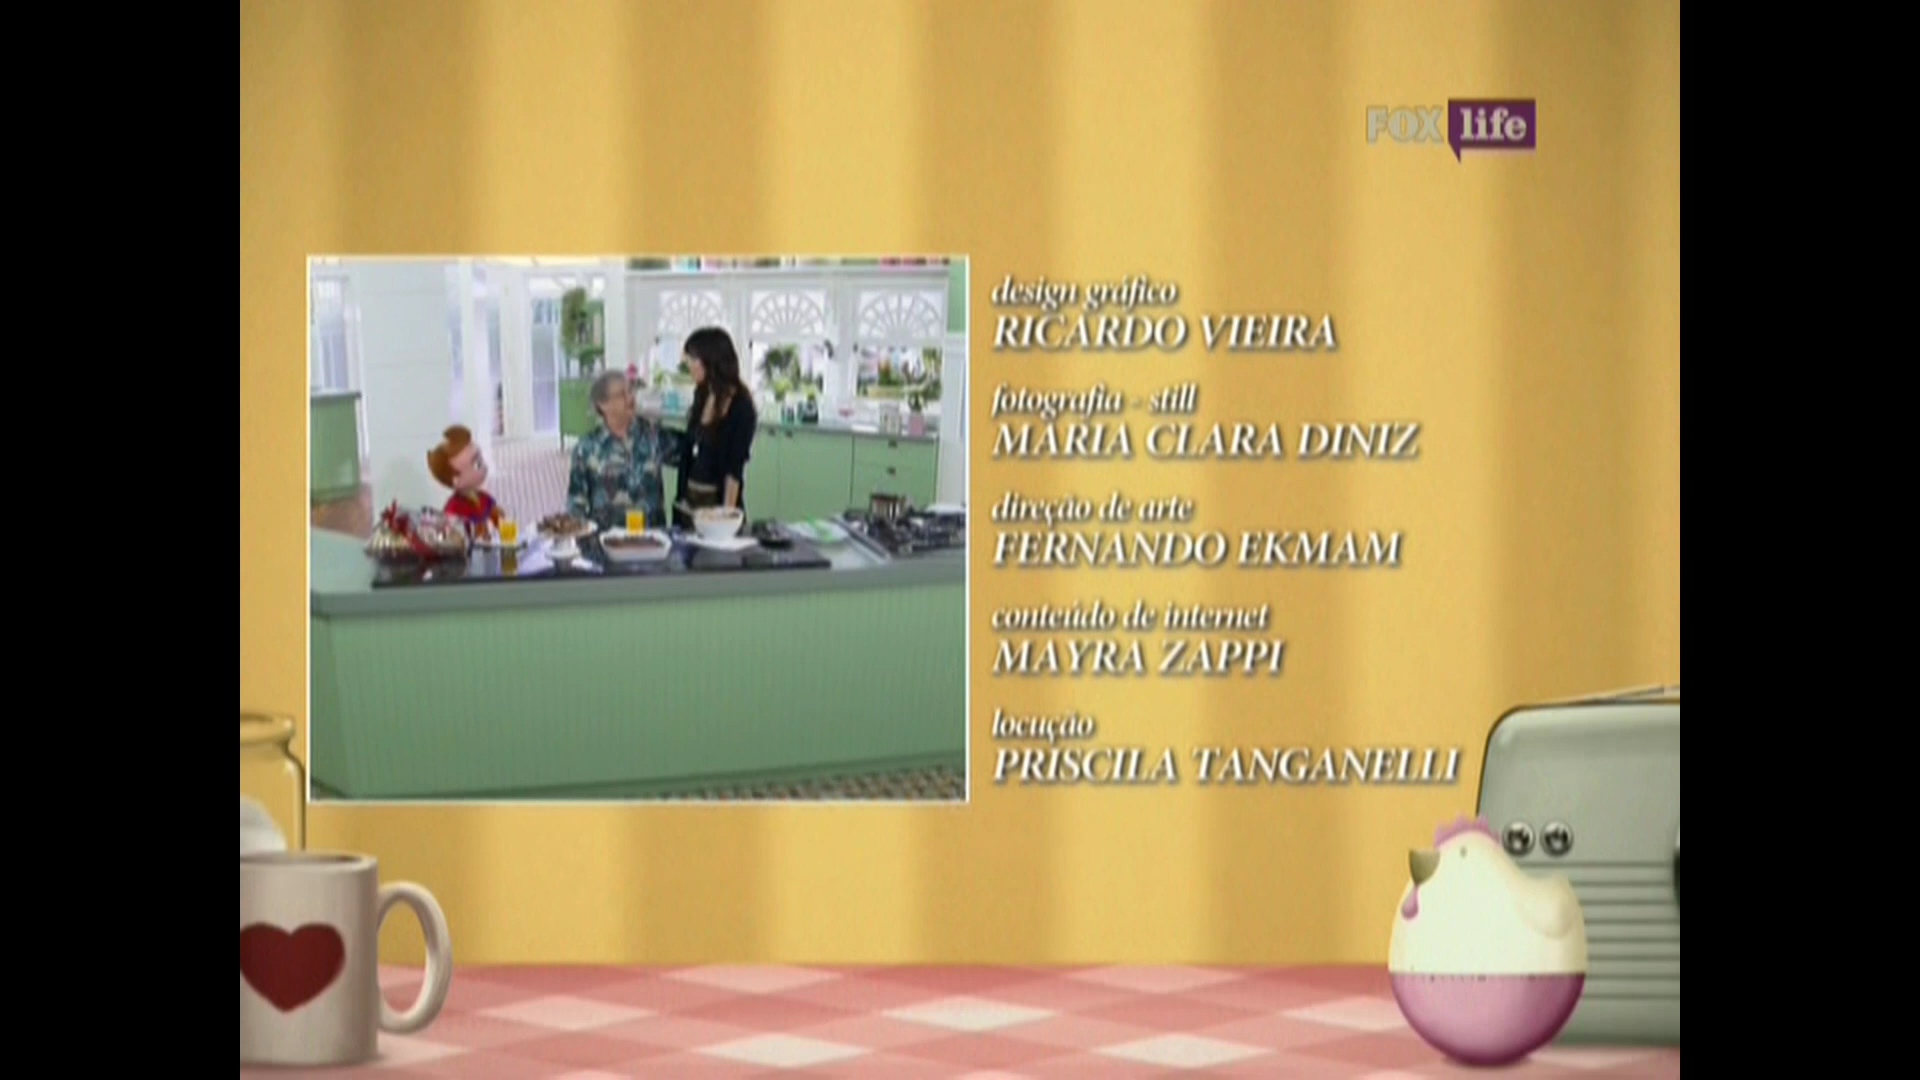 FOX life
design gráfico
RICARDO VIEIRA
fotografia - still
MARIA CLARA DINIZ
direção de arte
FERNANDO EKMAM
conteúdo de internet
MAYRA ZAPPI
locução
PRISCILA TANGANELLI